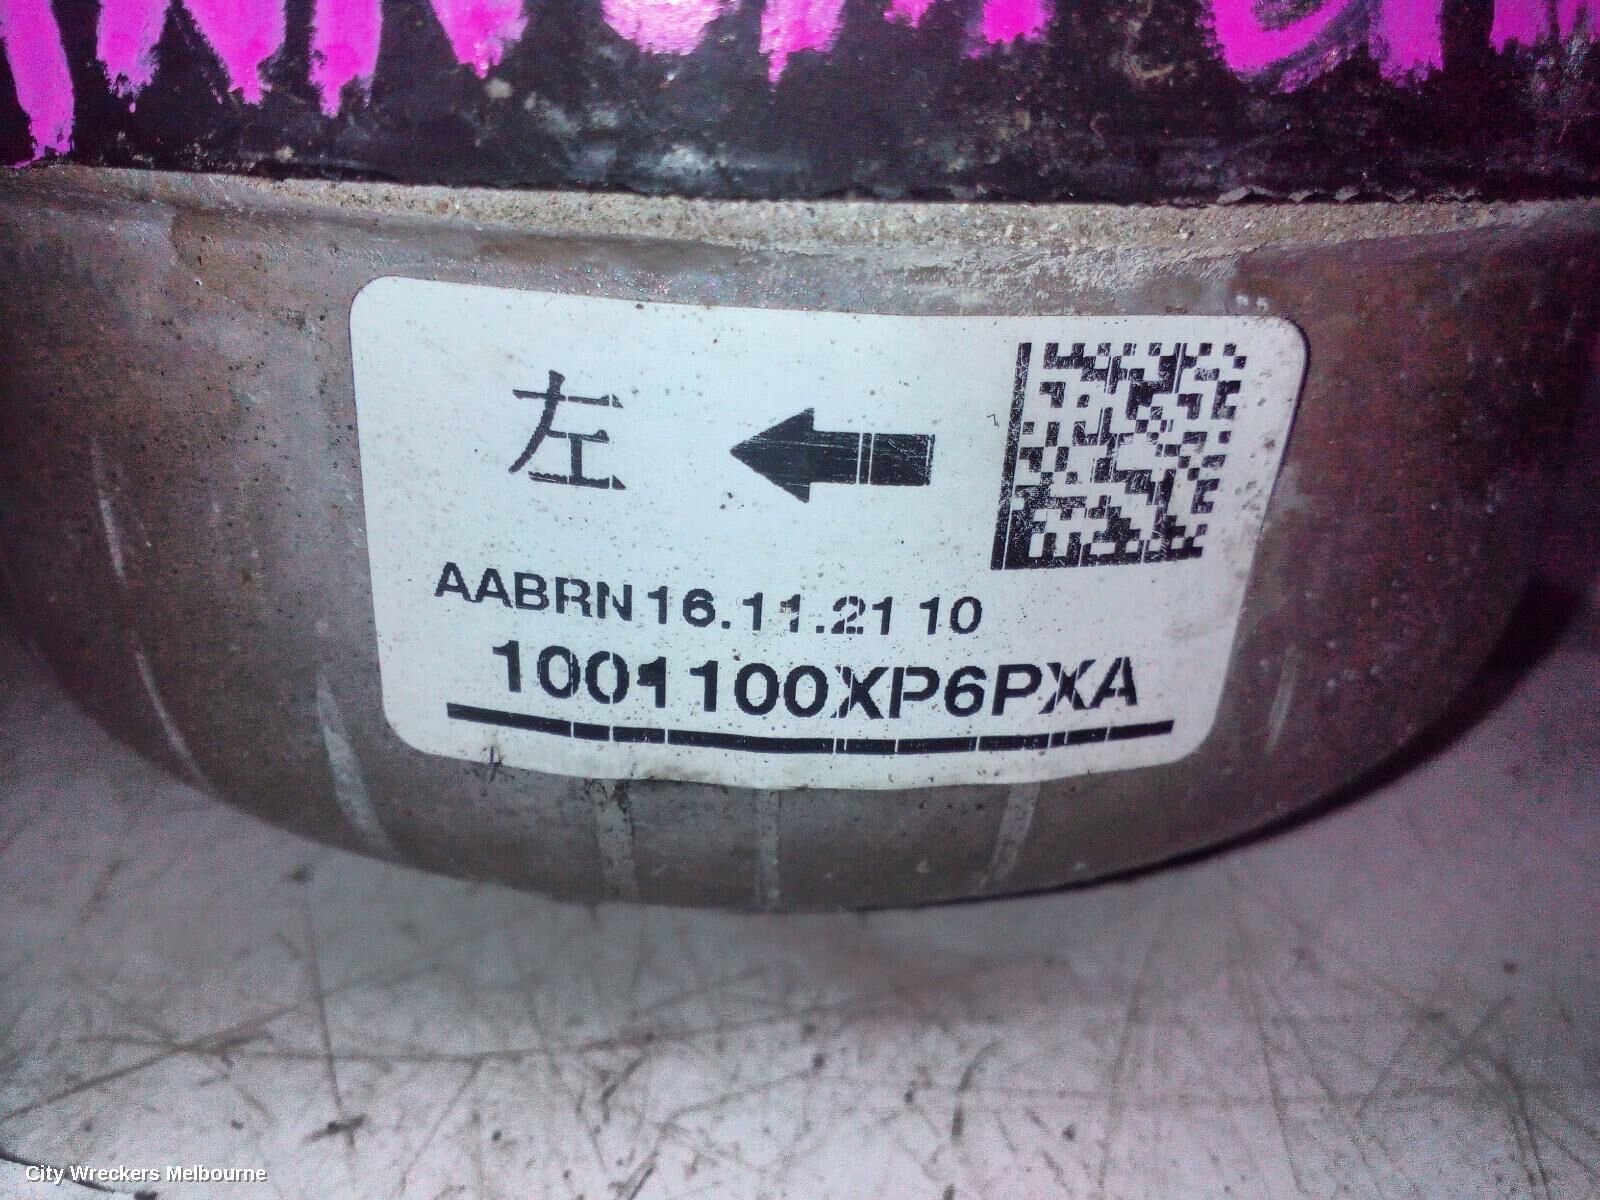 左
AABRN 16.11.21 10
1001100XP6PXA
City Wreckers Melbourne